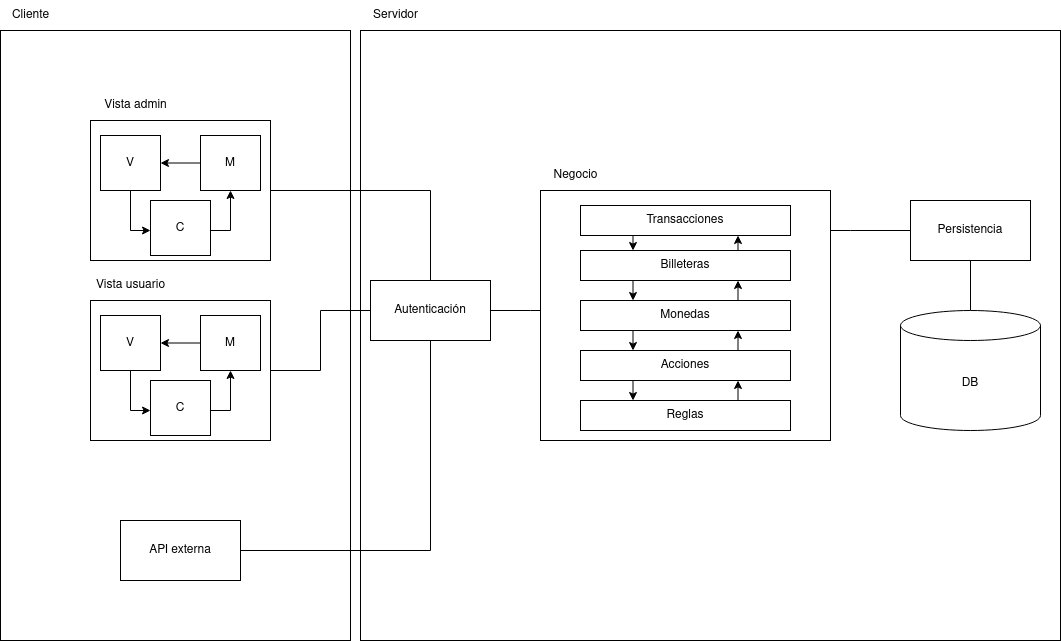 Cliente
Servidor
Vista admin
V
M
C
Vista usuario
V
M
C
API externa
Autenticación
Negocio
Transacciones
Billeteras
Monedas
Acciones
Reglas
Persistencia
DB